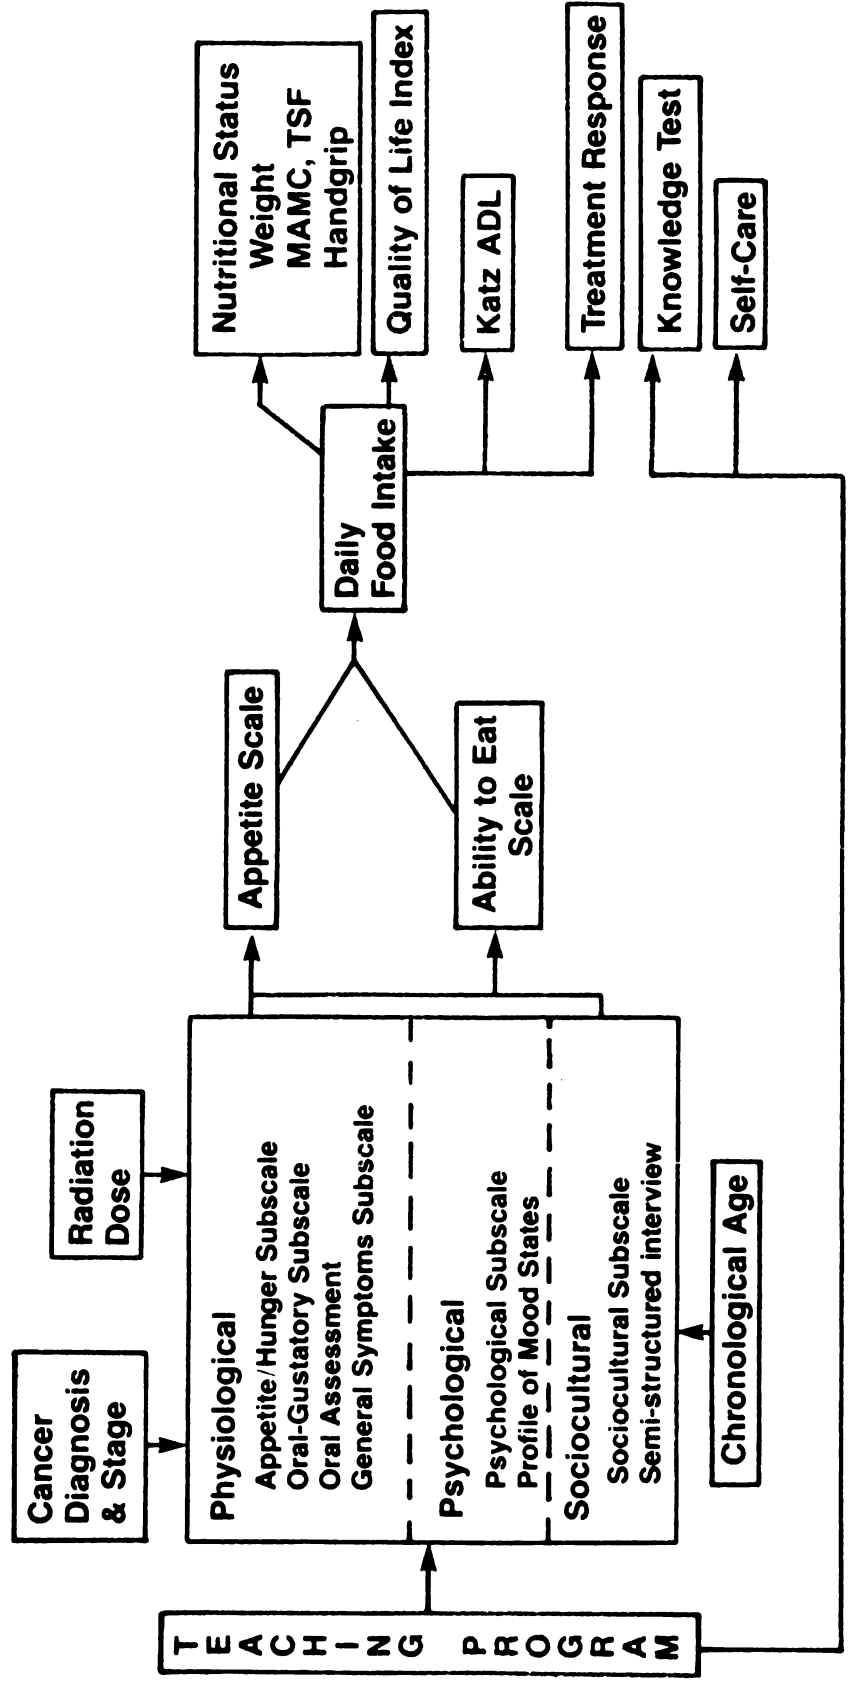 TEACHING PROGRAM
Cancer
Diagnosis
& Stage
Radiation
Dose
Physiological
Appetite/Hunger Subscale
Oral-Gustatory Subscale
Oral Assessment
General Symptoms Subscale
Psychological
Psychological Subscale
Profile of Mood States
Sociocultural
Sociocultural Subscale
Semi-structured interview
Chronological Age
Appetite Scale
Ability to Eat
Scale
Daily
Food Intake
Nutritional Status
Weight
MAMC, TSF
Handgrip
Quality of Life Index
Katz ADL
Treatment Response
Knowledge Test
Self-Care